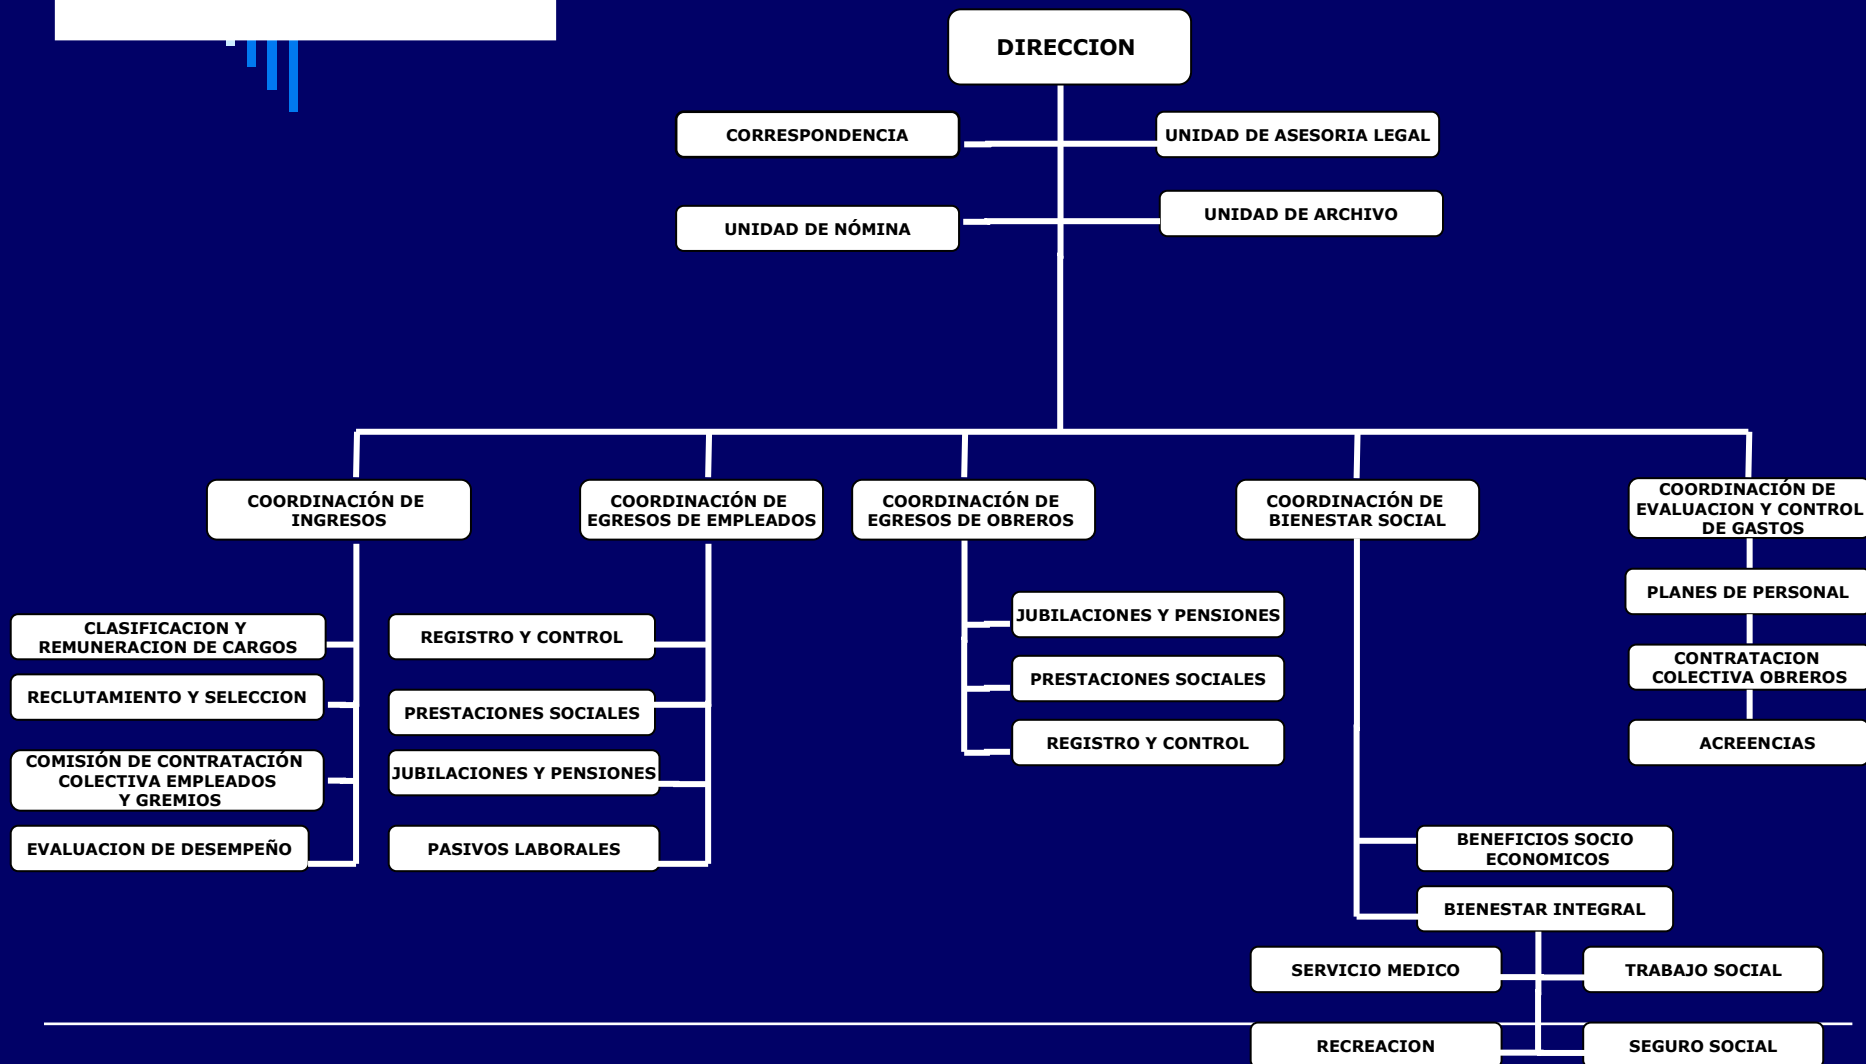 DIRECCION
CORRESPONDENCIA
UNIDAD DE ASESORIA LEGAL
UNIDAD DE NÓMINA
UNIDAD DE ARCHIVO
COORDINACIÓN DE
INGRESOS
COORDINACIÓN DE
EGRESOS DE EMPLEADOS
COORDINACIÓN DE
EGRESOS DE OBREROS
COORDINACIÓN DE
BIENESTAR SOCIAL
COORDINACIÓN DE
EVALUACION Y CONTROL
DE GASTOS
CLASIFICACION Y
REMUNERACION DE CARGOS
RECLUTAMIENTO Y SELECCION
COMISIÓN DE CONTRATACIÓN
COLECTIVA EMPLEADOS
Y GREMIOS
EVALUACION DE DESEMPEÑO
REGISTRO Y CONTROL
PRESTACIONES SOCIALES
JUBILACIONES Y PENSIONES
PASIVOS LABORALES
JUBILACIONES Y PENSIONES
PRESTACIONES SOCIALES
REGISTRO Y CONTROL
BENEFICIOS SOCIO
ECONOMICOS
BIENESTAR INTEGRAL
SERVICIO MEDICO
TRABAJO SOCIAL
RECREACION
SEGURO SOCIAL
PLANES DE PERSONAL
CONTRATACION
COLECTIVA OBREROS
ACREENCIAS